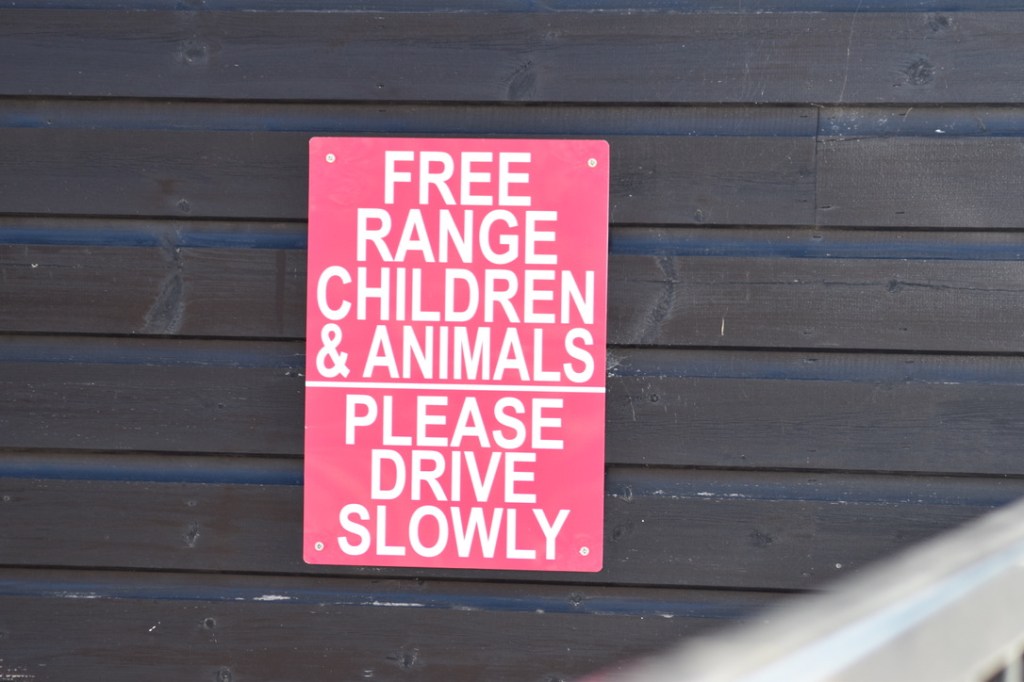 FREE
RANGE
CHILDREN
& ANIMALS
PLEASE
DRIVE
SLOWLY